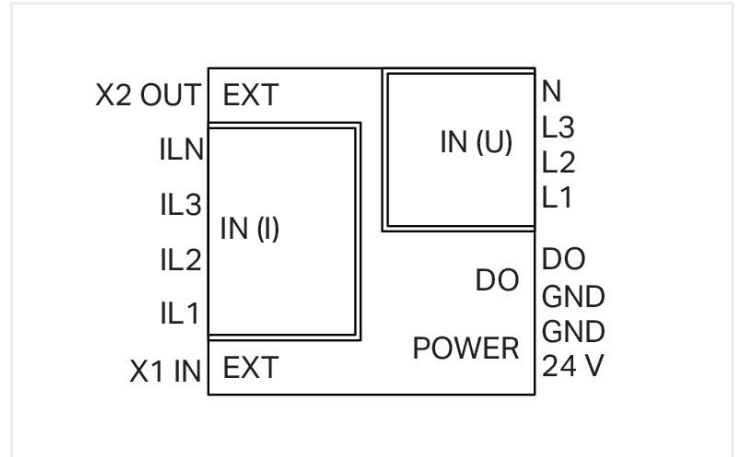 X2 OUT EXT
ILN
IL3
IL2
IL1
X1 IN EXT
IN (I)
IN (U)
N
L3
L2
L1
DO DO
GND
GND
POWER
24 V